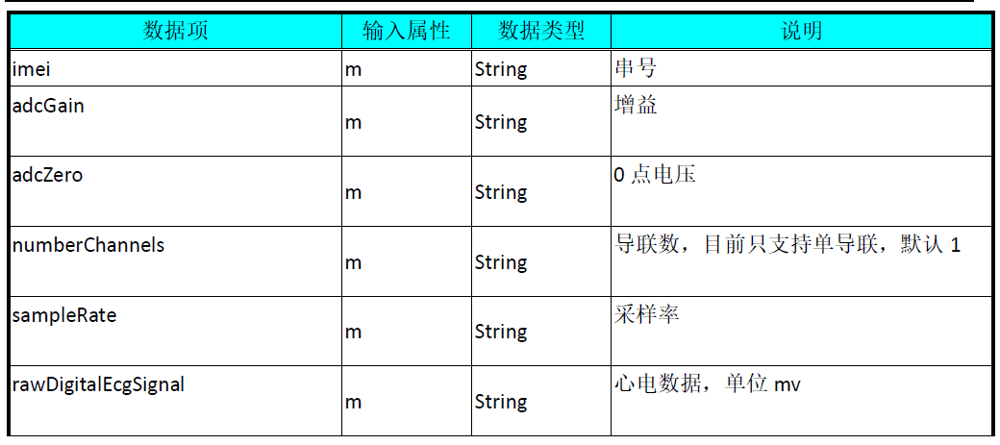 数据项 输入属性 数据类型 说明
imei m String 串号
adcGain m String 增益
adcZero m String 0 点电压
numberChannels m String 导联数，目前只支持单导联，默认 1
sampleRate m String 采样率
rawDigitalEcgSignal m String 心电数据，单位 mv